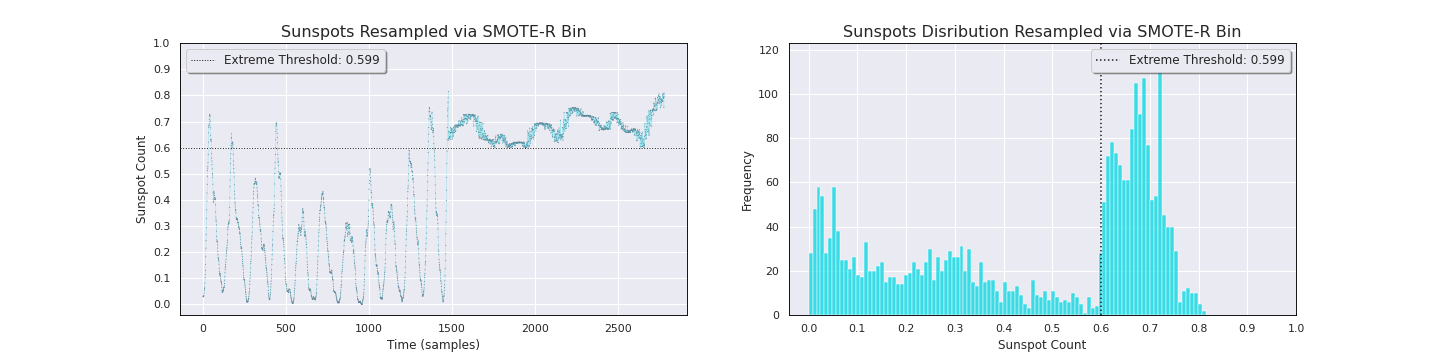 Sunspots Resampled via SMOTE-R Bin
Extreme Threshold: 0.599
Sunspot Count
1.0
0.9
0.8
0.7
0.6
0.5
0.4
0.3
0.2
0.1
0.0
0 500 1000 1500 2000 2500
Time (samples)
Sunspots Disribution Resampled via SMOTE-R Bin
Extreme Threshold: 0.599
Frequency
120
100
80
60
40
20
0
0.0 0.1 0.2 0.3 0.4 0.5 0.6 0.7 0.8 0.9 1.0
Sunspot Count